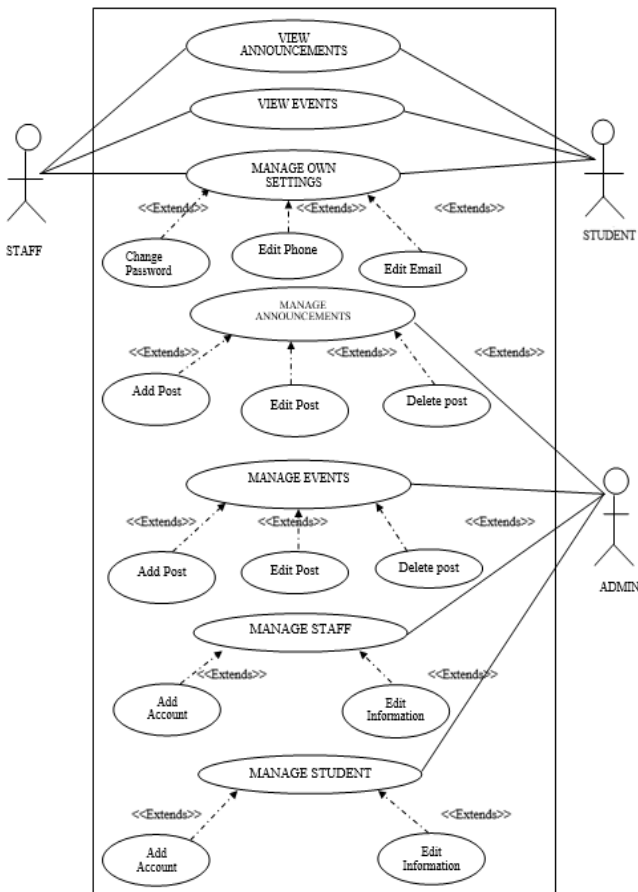 VIEW
ANNOUNCEMENTS
VIEW EVENTS
MANAGE OWN
SETTINGS
STAFF
STUDENT
<<Extends>>
<<Extends>>
<<Extends>>
Change
Password
Edit Phone
Edit Email
MANAGE
ANNOUNCEMENTS
<<Extends>>
<<Extends>>
<<Extends>>
Add Post
Edit Post
Delete post
MANAGE EVENTS
<<Extends>>
<<Extends>>
<<Extends>>
Add Post
Edit Post
Delete post
ADMIN
MANAGE STAFF
<<Extends>>
<<Extends>>
Add
Account
Edit
Information
MANAGE STUDENT
<<Extends>>
<<Extends>>
Add
Account
Edit
Information